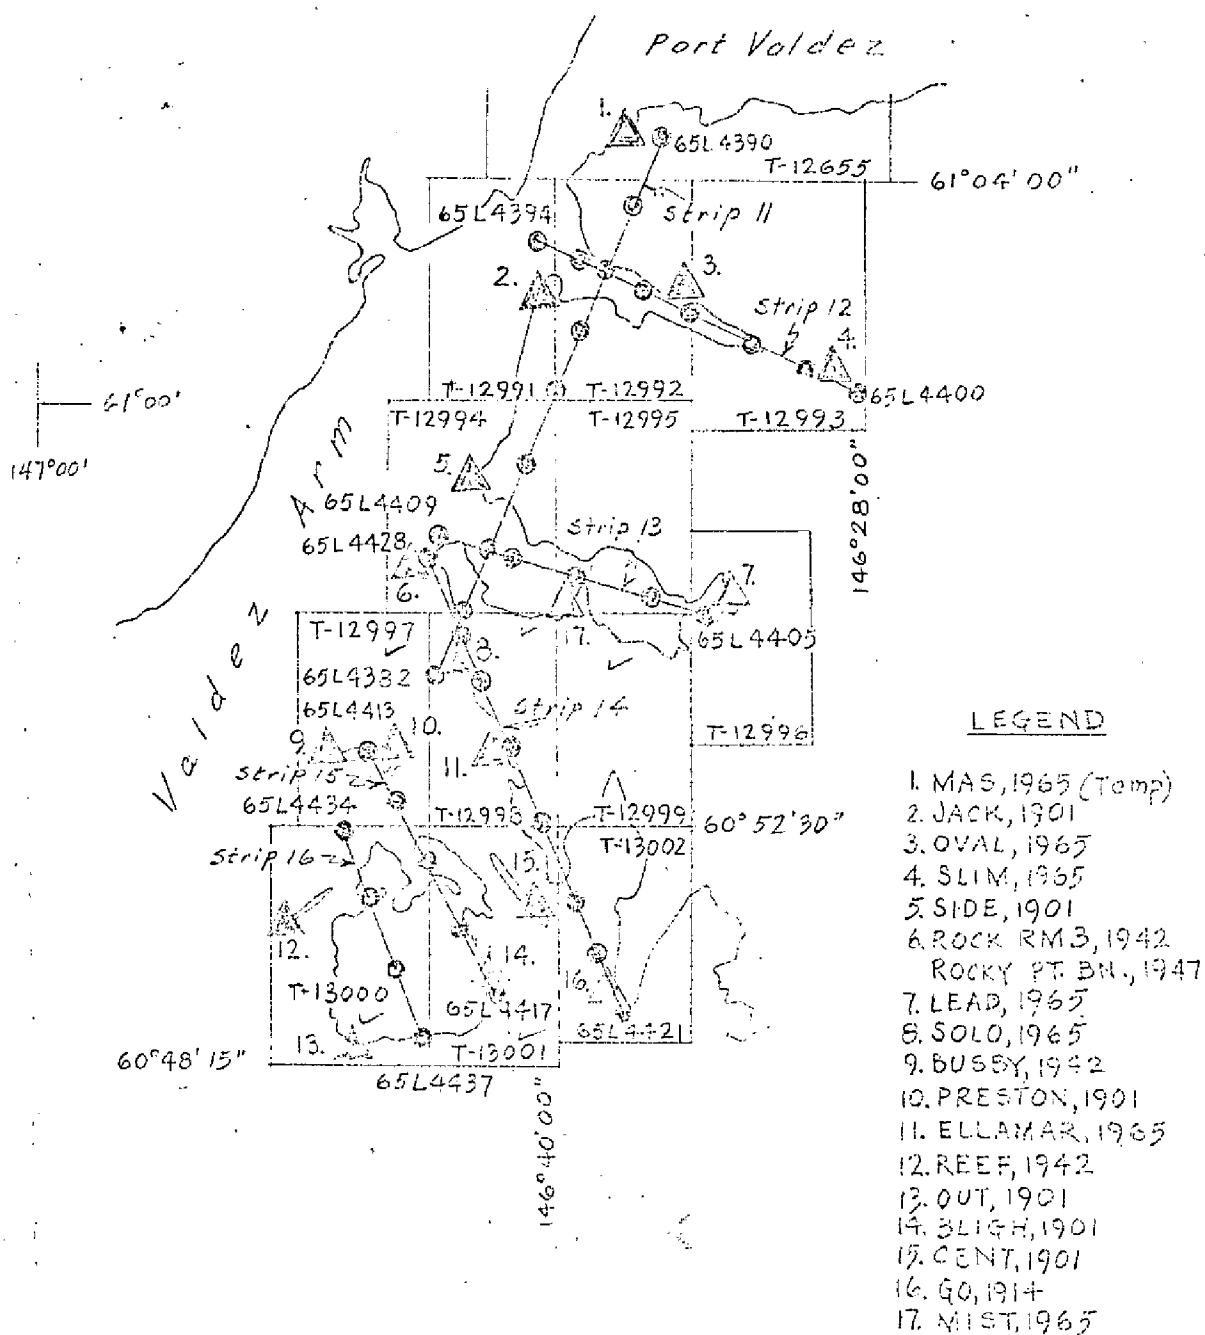 Port Valdez
1.
65L4390
T-12655
61°04'00"
65L4394
Strip 11
2.
3.
Strip 12
4.
T-12991
T-12992
65L4400
61°00'
T-12994
T-12995
T-12993
147°00'
5.
146°28'00"
Valdez Arm
65L4409
Strip 13
65L4428
6.
7.
T-12997
17.
65L4405
8.
65L4382
65L4413
10.
Strip 14
9.
11.
T-12996
Strip 15
65L4434
T-12998
T-12999
60°52'30"
Strip 16
T-13002
15.
12.
14.
T-13000
16.
65L4417
65L4421
13.
T-13001
60°48'15"
65L4437
146°40'00"
LEGEND
1. MAS, 1965 (Temp)
2. JACK, 1901
3. OVAL, 1965
4. SLIM, 1965
5. SIDE, 1901
6. ROCK RM3, 1942
ROCKY PT. BN., 1947
7. LEAD, 1965
8. SOLO, 1965
9. BUSBY, 1942
10. PRESTON, 1901
11. ELLAMAR, 1965
12. REEF, 1942
13. OUT, 1901
14. BLIGH, 1901
15. CENT, 1901
16. GO, 1914
17. MIST, 1965